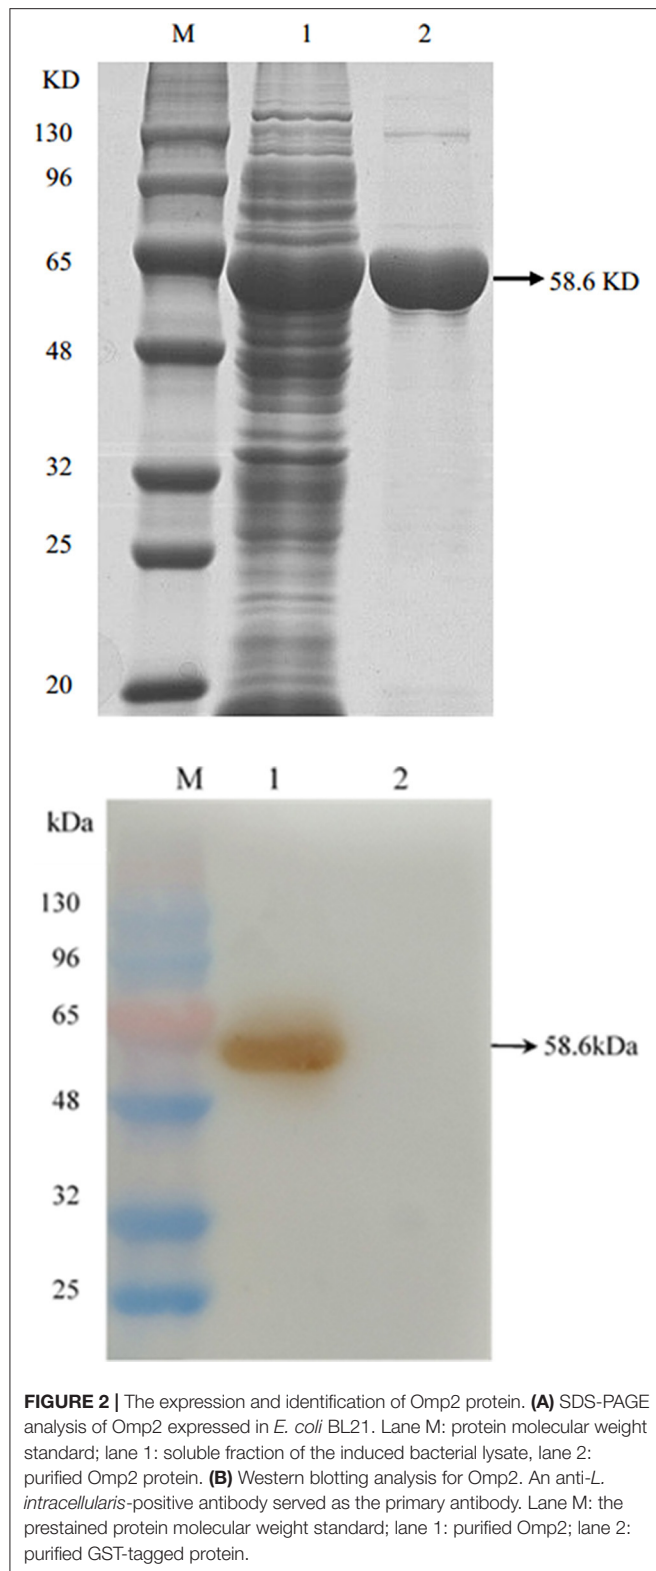 M 1 2
KD
130
96
65
58.6 KD
48
32
25
20
M 1 2
kDa
130
96
65
58.6kDa
48
32
25
FIGURE 2 | The expression and identification of Omp2 protein. (A) SDS-PAGE
analysis of Omp2 expressed in E. coli BL21. Lane M: protein molecular weight
standard; lane 1: soluble fraction of the induced bacterial lysate, lane 2:
purified Omp2 protein. (B) Western blotting analysis for Omp2. An anti-L.
intracellularis-positive antibody served as the primary antibody. Lane M: the
prestained protein molecular weight standard; lane 1: purified Omp2; lane 2:
purified GST-tagged protein.